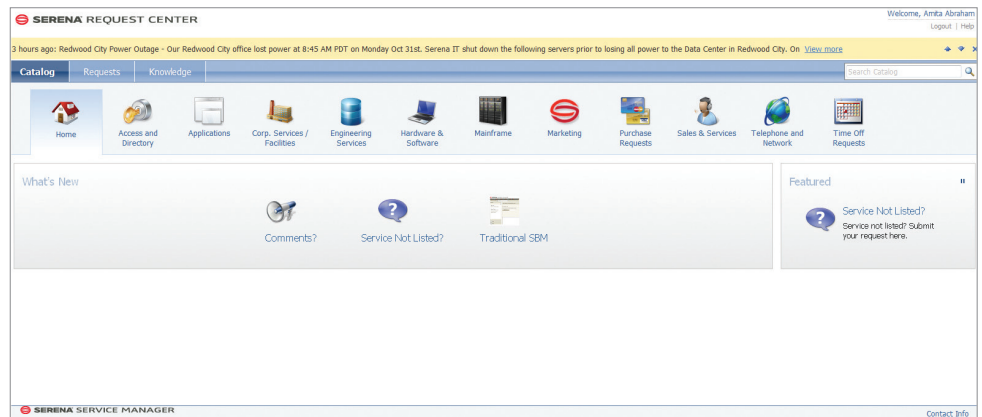 Welcome, Amita Abraham
SERENA REQUEST CENTER
Logout | Help
3 hours ago: Redwood City Power Outage - Our Redwood City office lost power at 8:45 AM PDT on Monday Oct 31st. Serena IT shut down the following servers prior to losing all power to the Data Center in Redwood City. On View more
Catalog Requests Knowledge Search Catalog
Home
Access and Directory
Applications
Corp. Services / Facilities
Engineering Services
Hardware & Software
Mainframe
Marketing
Purchase Requests
Sales & Services
Telephone and Network
Time Off Requests
What's New
Comments?
Service Not Listed?
Traditional SBM
Featured
Service Not Listed?
Service not listed? Submit
your request here.
SERENA SERVICE MANAGER
Contact Info